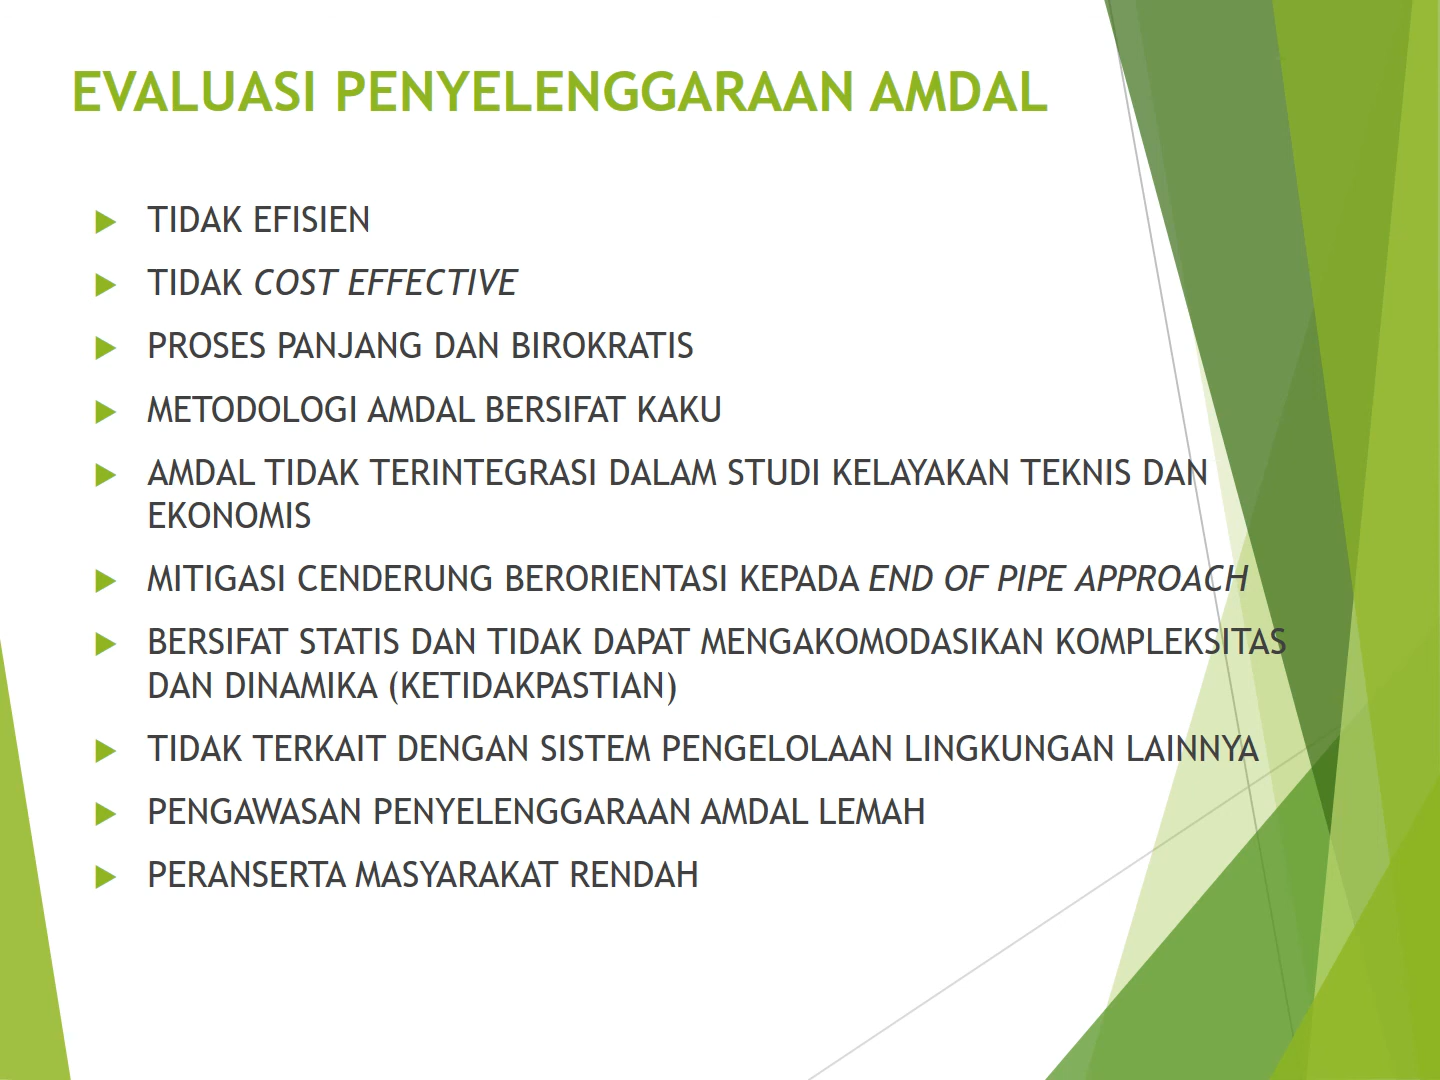 EVALUASI PENYELENGGARAAN AMDAL
TIDAK EFISIEN
TIDAK COST EFFECTIVE
PROSES PANJANG DAN BIROKRATIS
METODOLOGI AMDAL BERSIFAT KAKU
AMDAL TIDAK TERINTEGRASI DALAM STUDI KELAYAKAN TEKNIS DAN
EKONOMIS
MITIGASI CENDERUNG BERORIENTASI KEPADA END OF PIPE APPROACH
BERSIFAT STATIS DAN TIDAK DAPAT MENGAKOMODASIKAN KOMPLEKSITAS
DAN DINAMIKA (KETIDAKPASTIAN)
TIDAK TERKAIT DENGAN SISTEM PENGELOLAAN LINGKUNGAN LAINNYA
PENGAWASAN PENYELENGGARAAN AMDAL LEMAH
PERANSERTA MASYARAKAT RENDAH